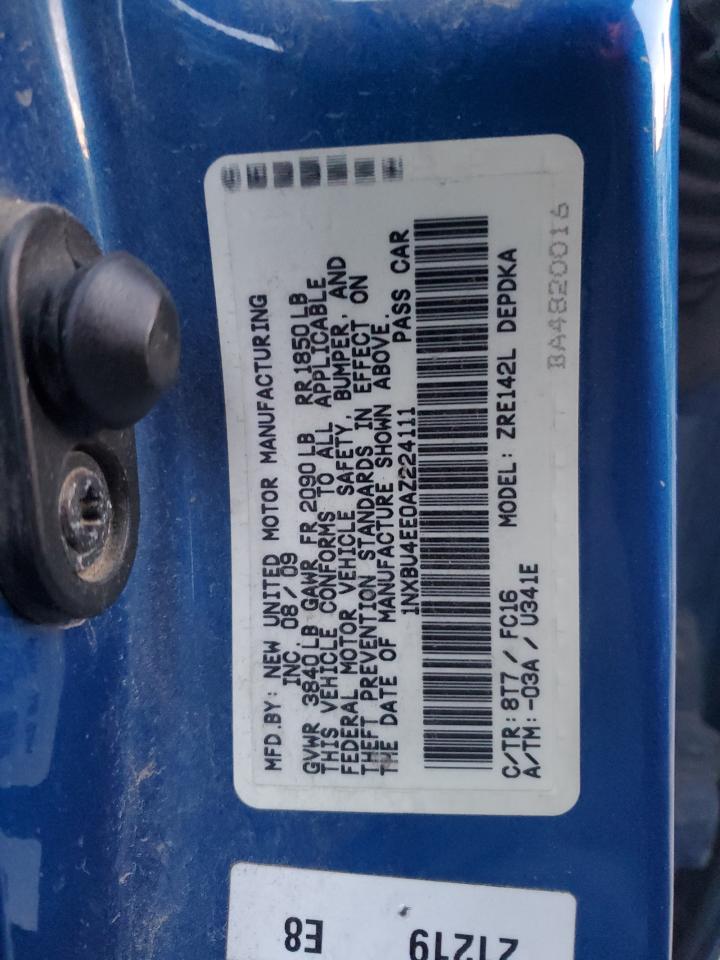 MFD.BY: NEW UNITED MOTOR MANUFACTURING
INC. 08/09
GVWR 3840LB GAWR FR 2090LB RR1850LB
THIS VEHICLE CONFORMS TO ALL APPLICABLE
FEDERAL MOTOR VEHICLE SAFETY, BUMPER, AND
THEFT PREVENTION STANDARDS IN EFFECT ON
THE DATE OF MANUFACTURE SHOWN ABOVE.
1NXBU4EE0AZ224111 PASS CAR
C/TR: 8T7 / FC16 MODEL: ZRE142L DEPDKA
A/TM: -03A / U341E
BA4820016
E8
21219